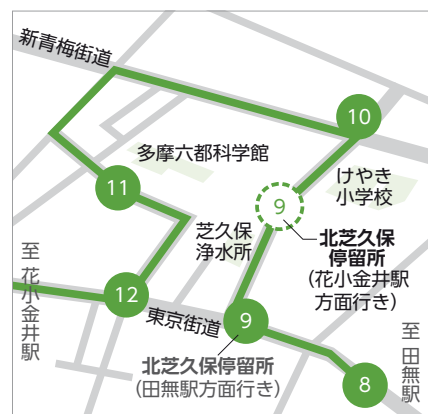 新青梅街道
10
多摩六都科学館
けやき
小学校
11
9
芝久保
浄水所
北芝久保
停留所
(花小金井駅
方面行き)
至 花小金井駅
12
東京街道
9
至 田無駅
北芝久保停留所
(田無駅方面行き)
8